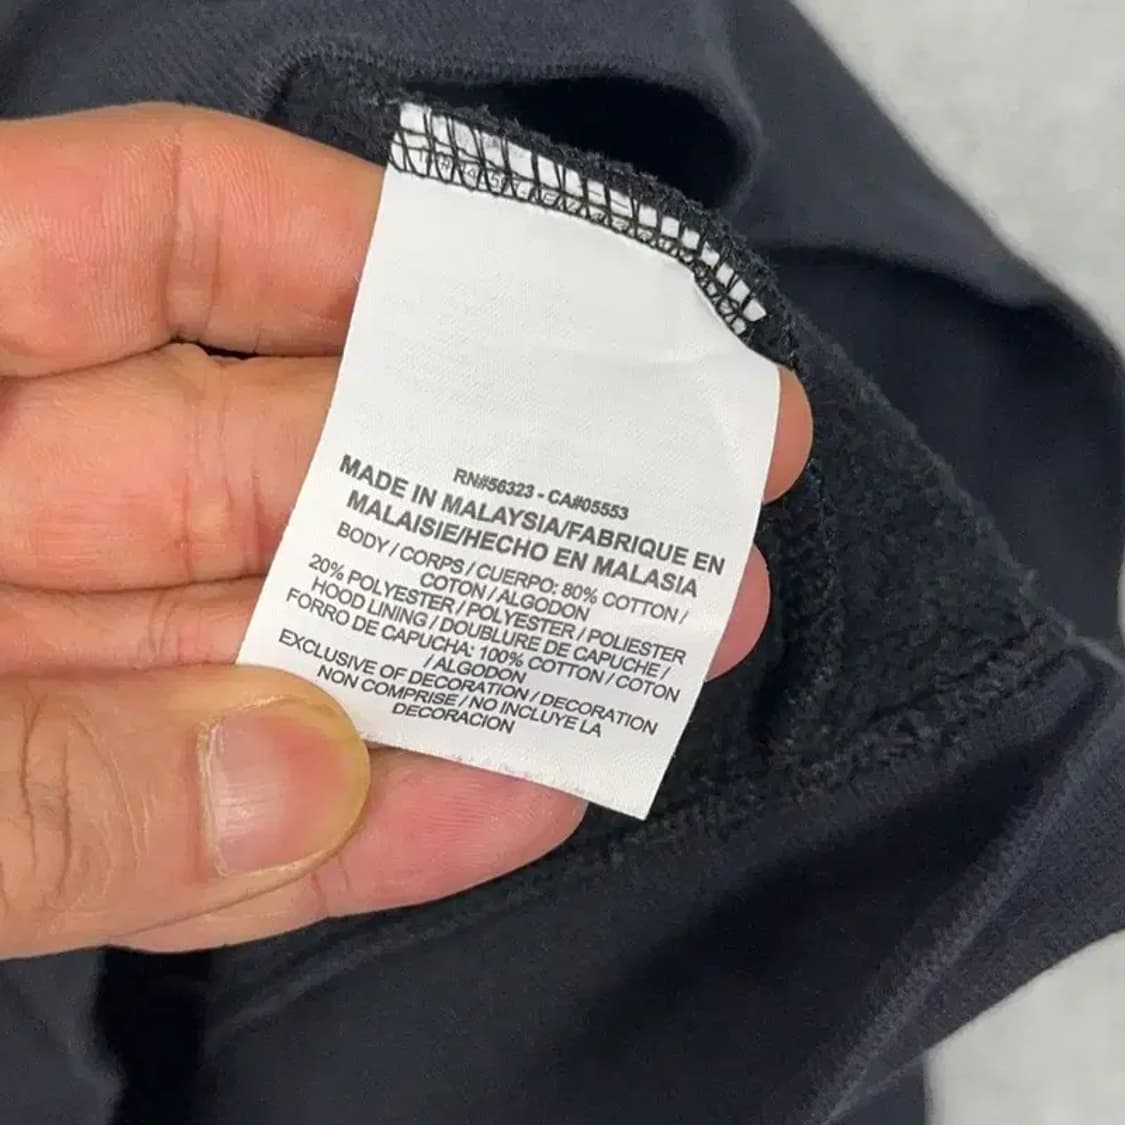 RN#56323 - CA#05553
MADE IN MALAYSIA/FABRIQUE EN
MALAISIE/HECHO EN MALASIA
BODY / CORPS / CUERPO: 80% COTTON /
COTON / ALGODON
20% POLYESTER / POLYESTER / POLIESTER
HOOD LINING / DOUBLURE DE CAPUCHE /
FORRO DE CAPUCHA: 100% COTTON / COTON
/ ALGODON
EXCLUSIVE OF DECORATION / DECORATION
NON COMPRISE / NO INCLUYE LA
DECORACION